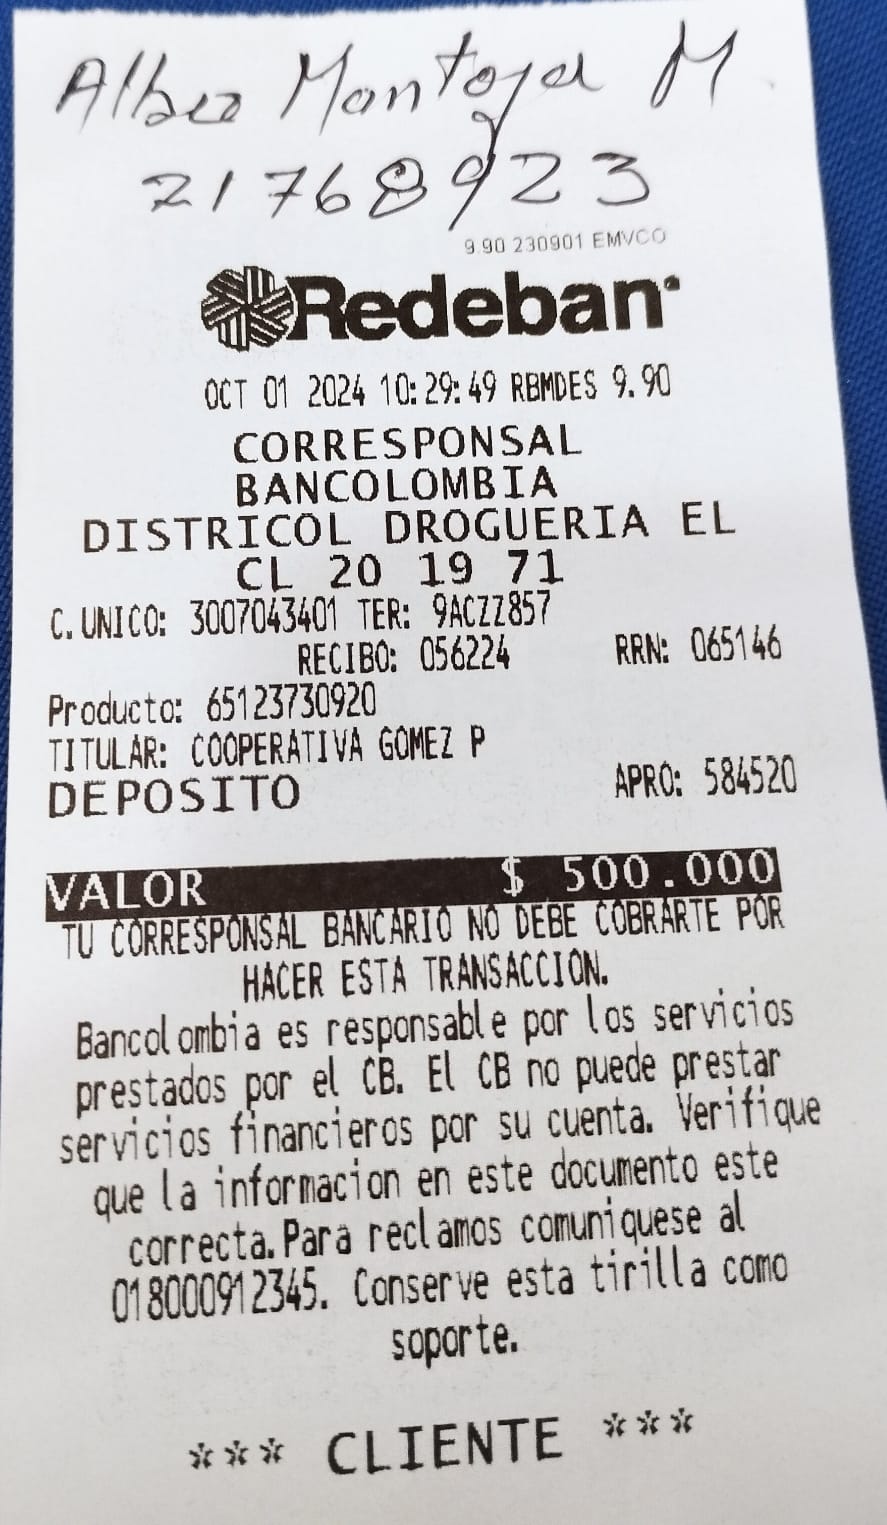 Alba Montoya M
21768923
9.90 230901 EMVCO
Redeban
OCT 01 2024 10:29:49 RBMDES 9.90
CORRESPONSAL
BANCOLOMBIA
DISTRICOL DROGUERIA EL
CL 20 19 71
C.UNICO: 3007043401 TER: 9ACZZ857
RECIBO: 056224 RRN: 065146
Producto: 65123730920
TITULAR: COOPERATIVA GOMEZ P
DEPOSITO APRO: 584520
VALOR $ 500.000
TU CORRESPONSAL BANCARIO NO DEBE COBRARTE POR
HACER ESTA TRANSACCION.
Bancolombia es responsable por los servicios
prestados por el CB. El CB no puede prestar
servicios financieros por su cuenta. Verifique
que la informacion en este documento este
correcta.Para reclamos comuniquese al
018000912345. Conserve esta tirilla como
soporte.
*** CLIENTE ***